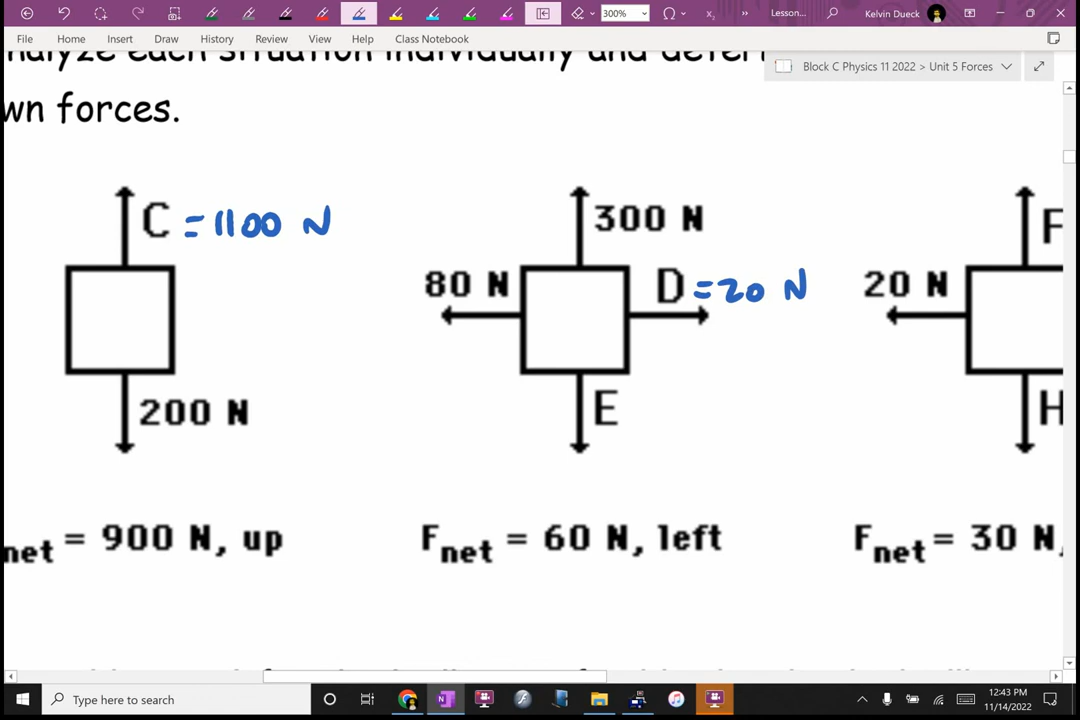 300%
Lesson...
Kelvin Dueck
File Home Insert Draw History Review View Help Class Notebook
Block C Physics 11 2022 > Unit 5 Forces
nalyze each situation individually and deter
wn forces.
C = 1100 N
300 N
80 N
D = 20 N
20 N
F
200 N
E
H
net = 900 N, up
Fnet = 60 N, left
Fnet = 30 N,
Type here to search
12:43 PM
11/14/2022